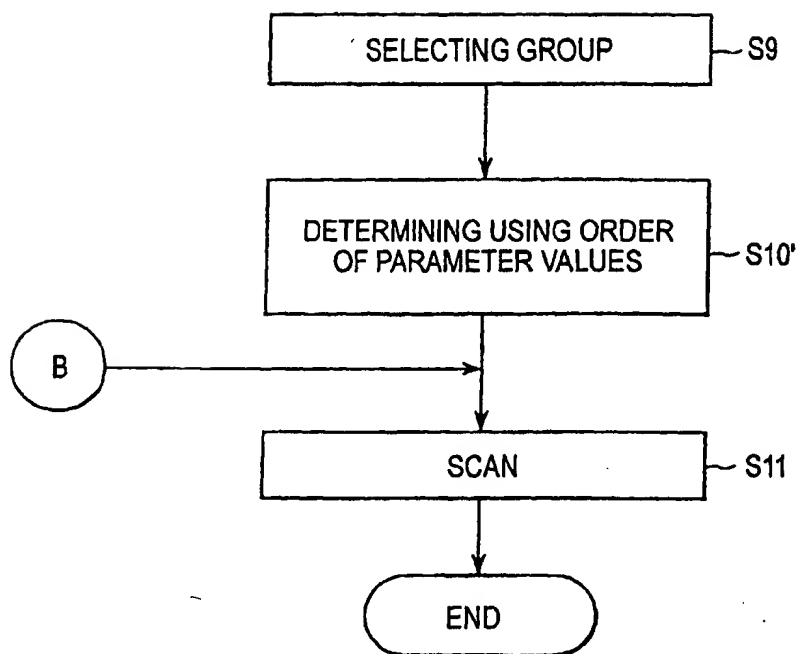 SELECTING GROUP
S9
DETERMINING USING ORDER
OF PARAMETER VALUES
S10'
B
SCAN
S11
END